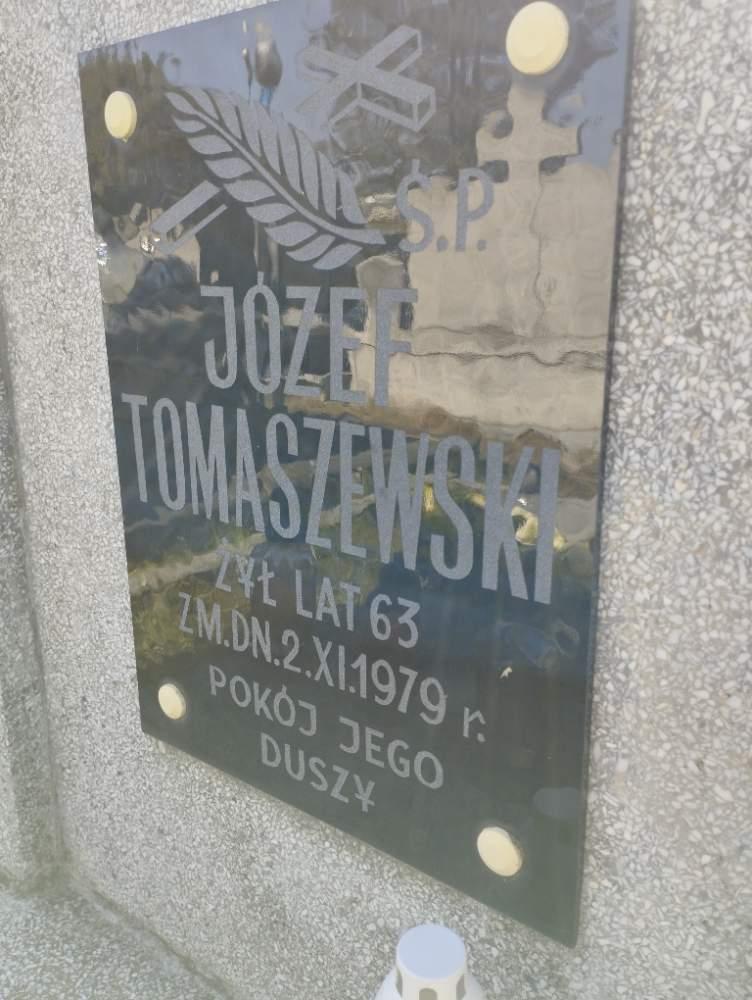 Ś.P.
JÓZEF
TOMASZEWSKI
ŻYŁ LAT 63
ZM.DN.2.XI.1979 r.
POKÓJ JEGO
DUSZY